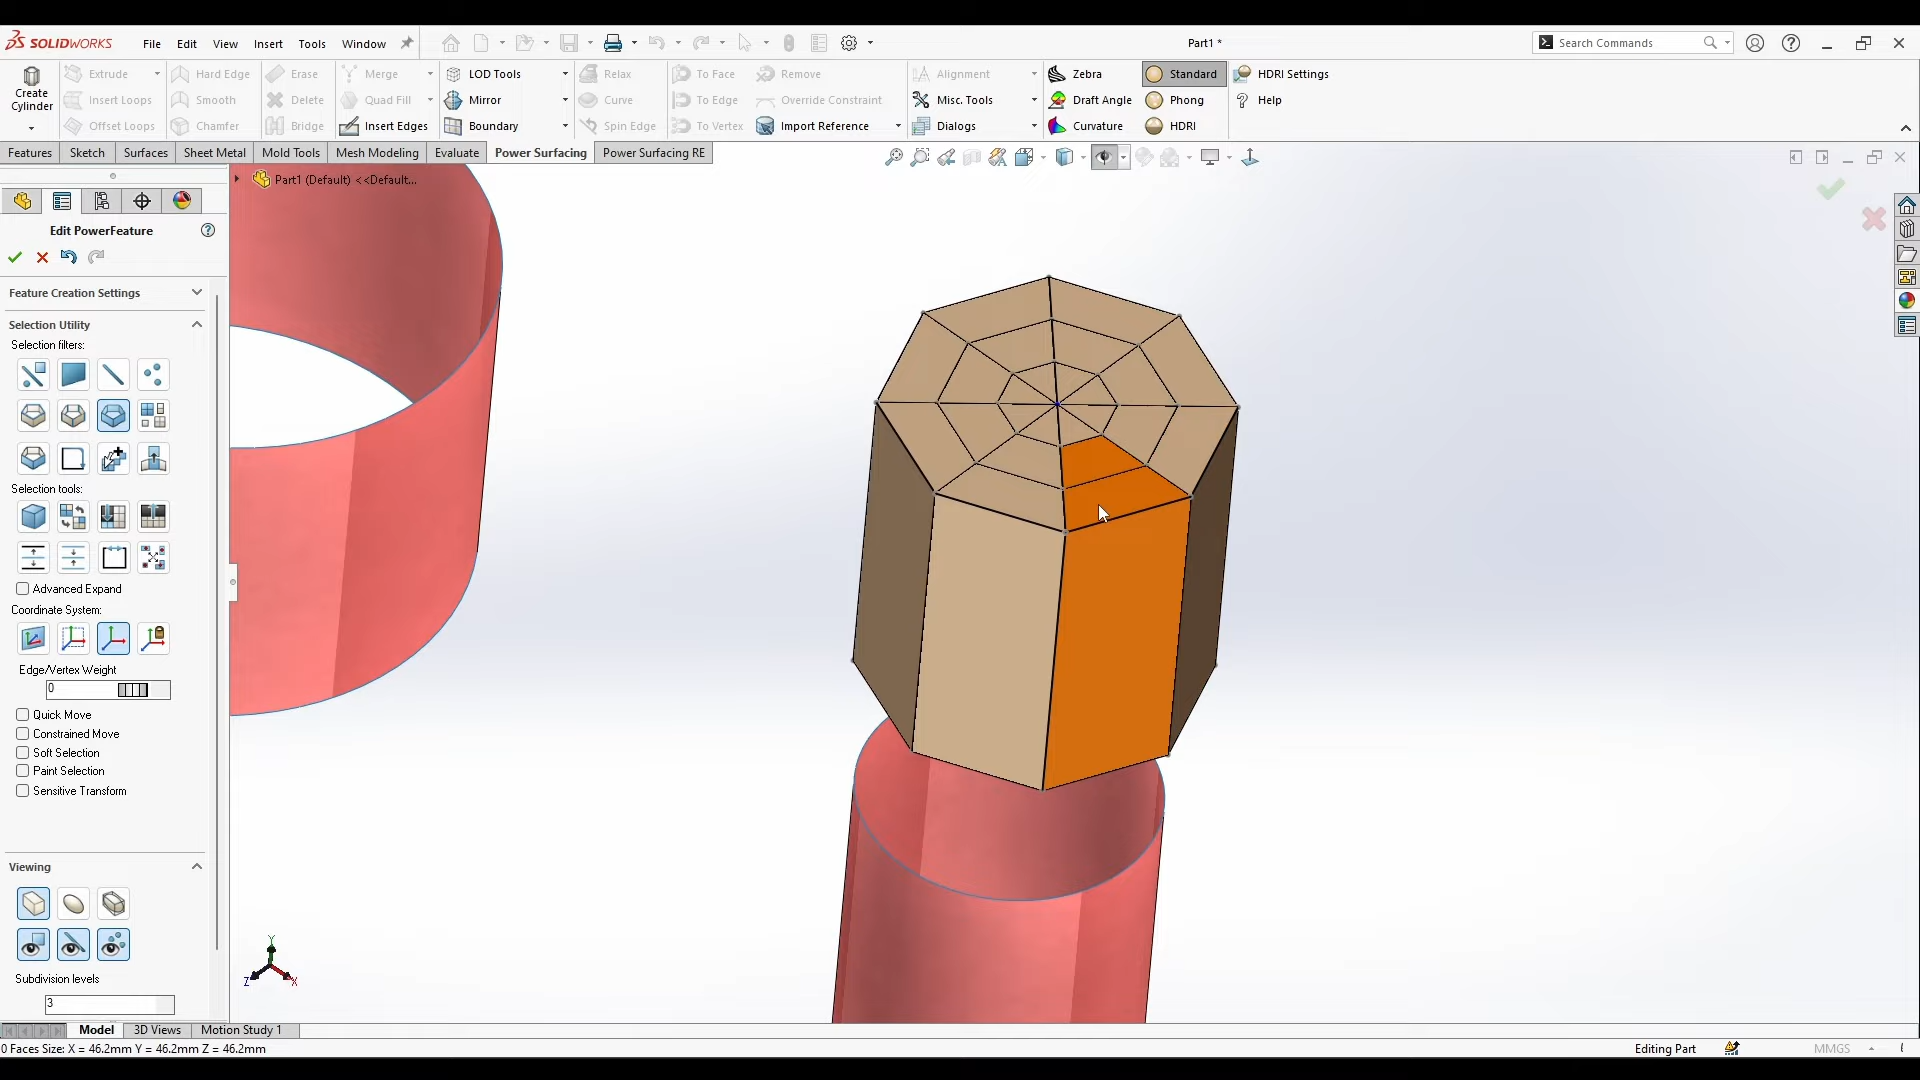 SOLIDWORKS File Edit View Insert Tools Window Part1 * Search Commands
Create Cylinder
Extrude Hard Edge Erase Merge LOD Tools Relax To Face Remove Alignment Zebra Standard HDRI Settings
Insert Loops Smooth Delete Quad Fill Mirror Curve To Edge Override Constraint Misc. Tools Draft Angle Phong Help
Offset Loops Chamfer Bridge Insert Edges Boundary Spin Edge To Vertex Import Reference Dialogs Curvature HDRI
Features Sketch Surfaces Sheet Metal Mold Tools Mesh Modeling Evaluate Power Surfacing Power Surfacing RE
Part1 (Default) <<Default...
Edit PowerFeature
Feature Creation Settings
Selection Utility
Selection filters:
Selection tools:
Advanced Expand
Coordinate System:
Edge/Vertex Weight
0
Quick Move
Constrained Move
Soft Selection
Paint Selection
Sensitive Transform
Viewing
Subdivision levels
3
Y
Z X
Model 3D Views Motion Study 1
0 Faces Size: X = 46.2mm Y = 46.2mm Z = 46.2mm Editing Part MMGS